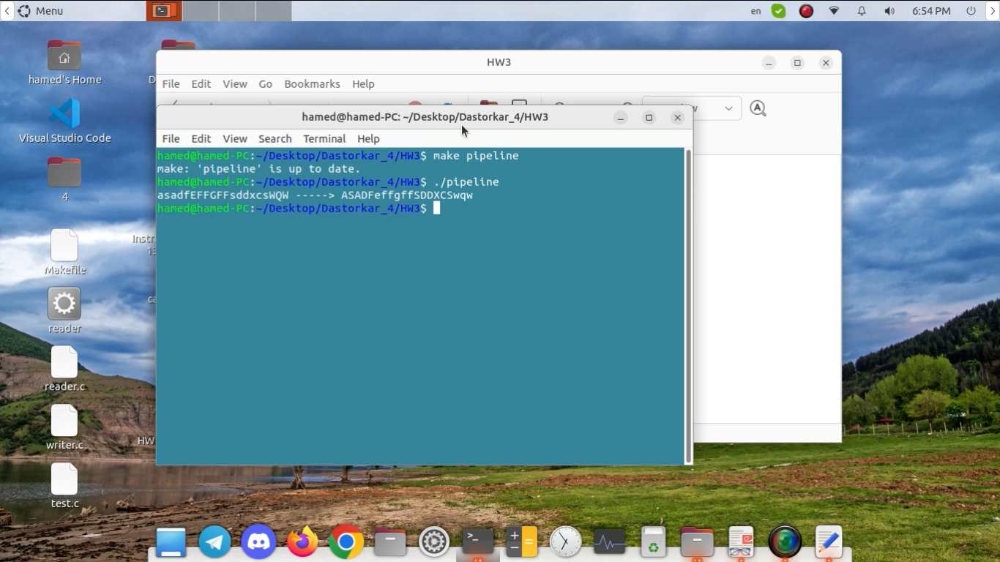 Menu
en
6:54 PM
hamed's Home
Visual Studio Code
4
Makefile
reader
reader.c
writer.c
test.c
HW
HW3
File Edit View Go Bookmarks Help
hamed@hamed-PC: ~/Desktop/Dastorkar_4/HW3
File Edit View Search Terminal Help
hamed@hamed-PC:~/Desktop/Dastorkar_4/HW3$ make pipeline
make: 'pipeline' is up to date.
hamed@hamed-PC:~/Desktop/Dastorkar_4/HW3$ ./pipeline
asadfEFFGFFsddxcsWQW -----> ASADFeffgffSDDXCSwqw
hamed@hamed-PC:~/Desktop/Dastorkar_4/HW3$